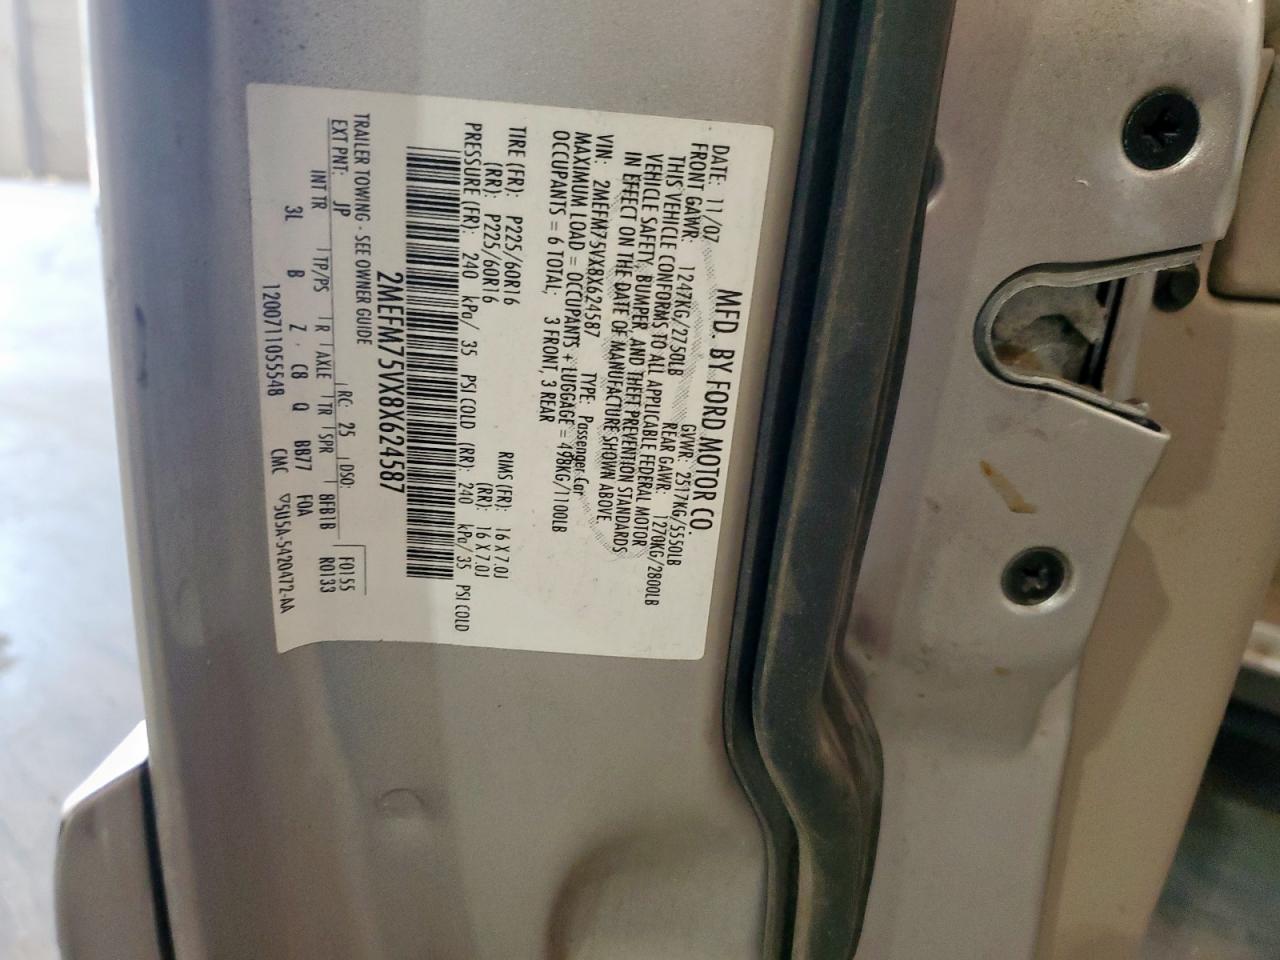 MFD. BY FORD MOTOR CO.
DATE: 11/07 GVWR: 2517KG/5550LB
FRONT GAWR: 1247KG/2750LB REAR GAWR: 1270KG/2800LB
THIS VEHICLE CONFORMS TO ALL APPLICABLE FEDERAL MOTOR
VEHICLE SAFETY, BUMPER, AND THEFT PREVENTION STANDARDS
IN EFFECT ON THE DATE OF MANUFACTURE SHOWN ABOVE.
VIN: 2MEFM75VX8X624587 TYPE: Passenger Car
MAXIMUM LOAD = OCCUPANTS + LUGGAGE = 498KG/1100LB
OCCUPANTS = 6 TOTAL; 3 FRONT, 3 REAR
TIRE (FR): P225/60R16 RIMS (FR): 16 X 7.0J
(RR): P225/60R16 (RR): 16 X 7.0J
PRESSURE (FR): 240 kPa/ 35 PSI COLD (RR): 240 kPa/ 35 PSI COLD
2MEFM75VX8X624587
TRAILER TOWING - SEE OWNER GUIDE
F0155
EXT PNT: JP RC: 25 DSO: R0133
INT TR TP/PS R AXLE TR SPR 8FB1B
3L B Z C8 Q BB77 F0A
12007110555548 CMC ▽5U5A-5420472-AA